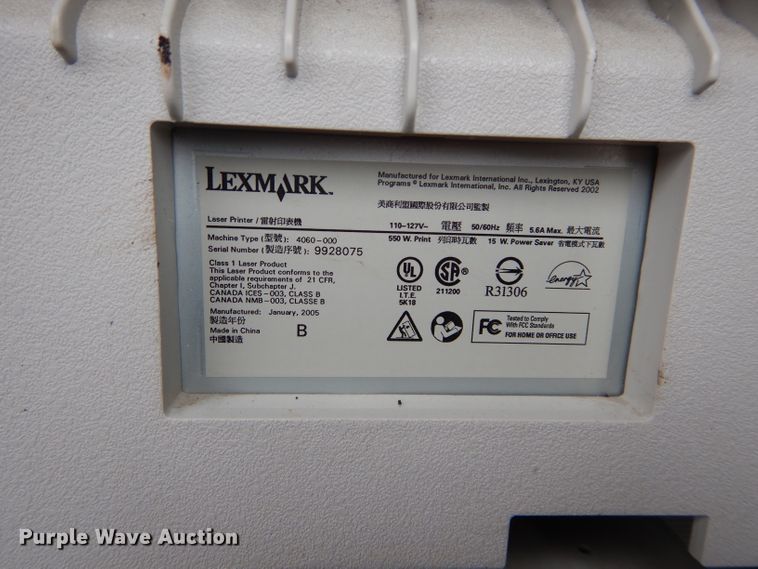 LEXMARK™
Manufactured for Lexmark International Inc., Lexington, KY USA
Programs © Lexmark International, Inc. All Rights Reserved 2002
美商利盟國際股份有限公司監製
Laser Printer / 雷射印表機
110-127V~ 電壓 50/60Hz 頻率 5.6A Max. 最大電流
Machine Type (型號): 4060-000
550 W. Print 列印時瓦數 15 W. Power Saver 省電模式下瓦數
Serial Number (製造序號): 9928075
Class 1 Laser Product
This Laser Product conforms to the
applicable requirements of 21 CFR,
Chapter I, Subchapter J.
CANADA ICES-003, CLASS B
CANADA NMB-003, CLASSE B
Manufactured: January, 2005
製造年份
Made in China
中國製造
B
UL
LISTED
I.T.E.
5K18
SA
®
211200
R31306
energy
FC
Tested to Comply
With FCC Standards
FOR HOME OR OFFICE USE
Purple Wave Auction